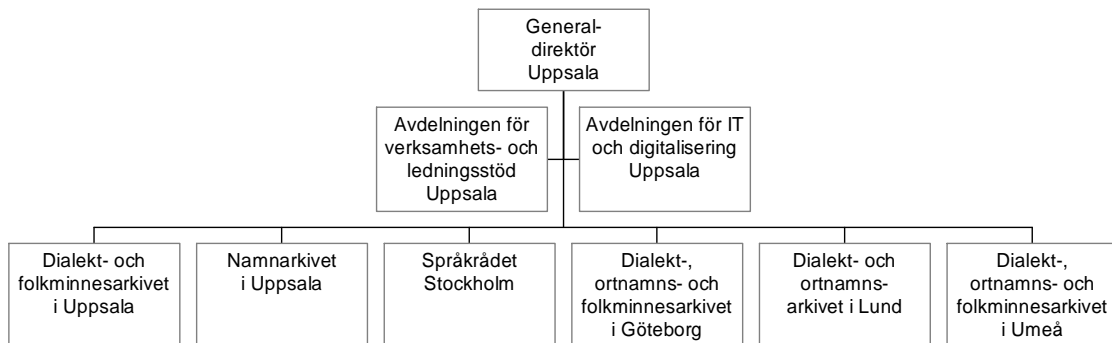 General-
direktör
Uppsala
Avdelningen för
verksamhets- och
ledningsstöd
Uppsala
Avdelningen för IT
och digitalisering
Uppsala
Dialekt- och
folkminnesarkivet
i Uppsala
Namnarkivet
i Uppsala
Språkrådet
Stockholm
Dialekt-,
ortnamns- och
folkminnesarkivet
i Göteborg
Dialekt- och
ortnamns-
arkivet i Lund
Dialekt-,
ortnamns- och
folkminnesarkivet
i Umeå